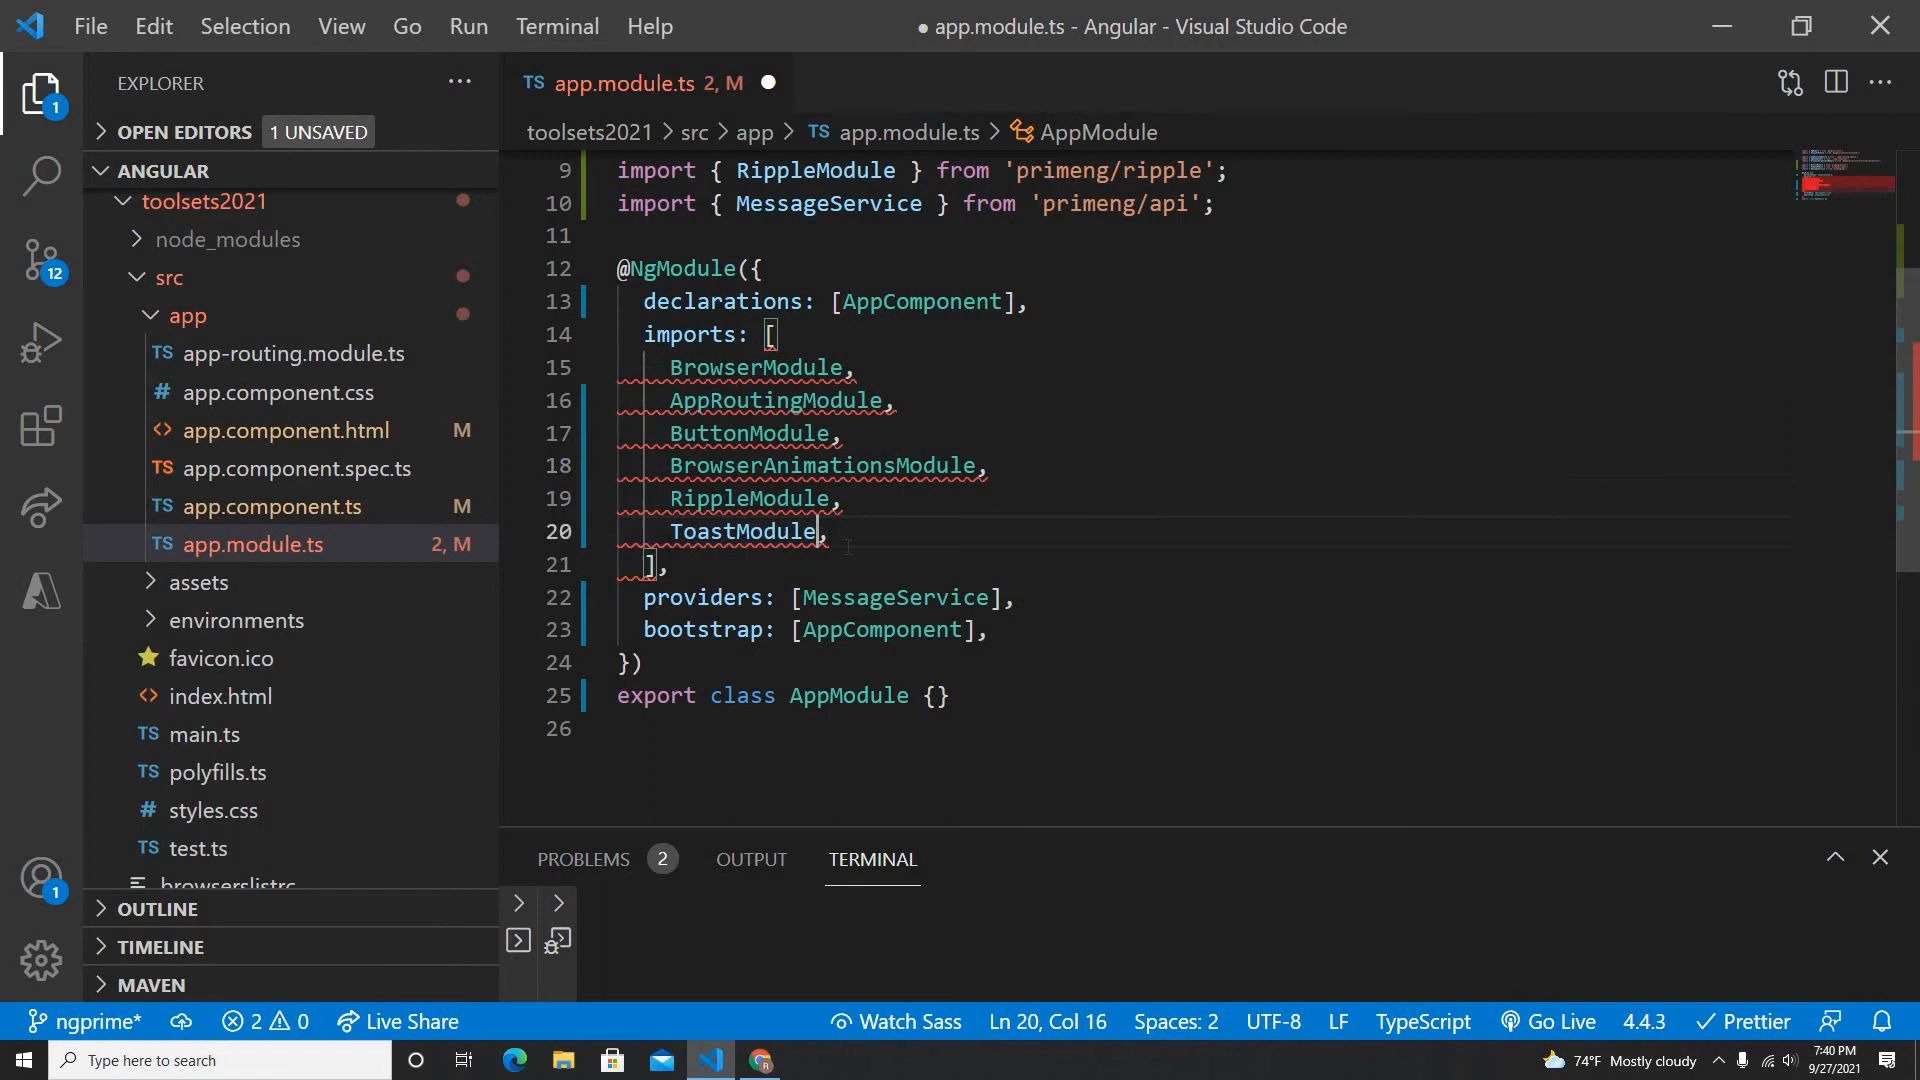 File Edit Selection View Go Run Terminal Help
● app.module.ts - Angular - Visual Studio Code
EXPLORER
OPEN EDITORS 1 UNSAVED
ANGULAR
toolsets2021
node_modules
src
app
TS app-routing.module.ts
# app.component.css
<> app.component.html M
TS app.component.spec.ts
TS app.component.ts M
TS app.module.ts 2, M
assets
environments
favicon.ico
<> index.html
TS main.ts
TS polyfills.ts
# styles.css
TS test.ts
browserslistrc
OUTLINE
TIMELINE
MAVEN
1
12
1
TS app.module.ts 2, M
toolsets2021 > src > app > TS app.module.ts > AppModule
9 import { RippleModule } from 'primeng/ripple';
10 import { MessageService } from 'primeng/api';
11
12 @NgModule({
13 declarations: [AppComponent],
14 imports: [
15 BrowserModule,
16 AppRoutingModule,
17 ButtonModule,
18 BrowserAnimationsModule,
19 RippleModule,
20 ToastModule,
21 ],
22 providers: [MessageService],
23 bootstrap: [AppComponent],
24 })
25 export class AppModule {}
26
PROBLEMS 2 OUTPUT TERMINAL
ngprime* 2 0 Live Share Watch Sass Ln 20, Col 16 Spaces: 2 UTF-8 LF TypeScript Go Live 4.4.3 Prettier
Type here to search
74°F Mostly cloudy
7:40 PM
9/27/2021